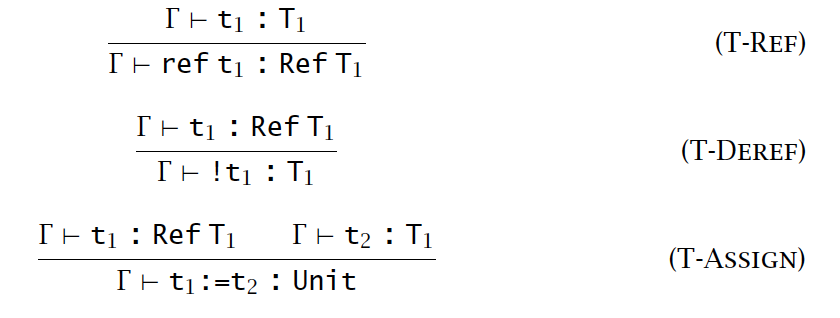 Γ ⊢ t₁ : T₁
Γ ⊢ ref t₁ : Ref T₁ (T-REF)
Γ ⊢ t₁ : Ref T₁
Γ ⊢ !t₁ : T₁ (T-DEREF)
Γ ⊢ t₁ : Ref T₁ Γ ⊢ t₂ : T₁
Γ ⊢ t₁:=t₂ : Unit (T-ASSIGN)